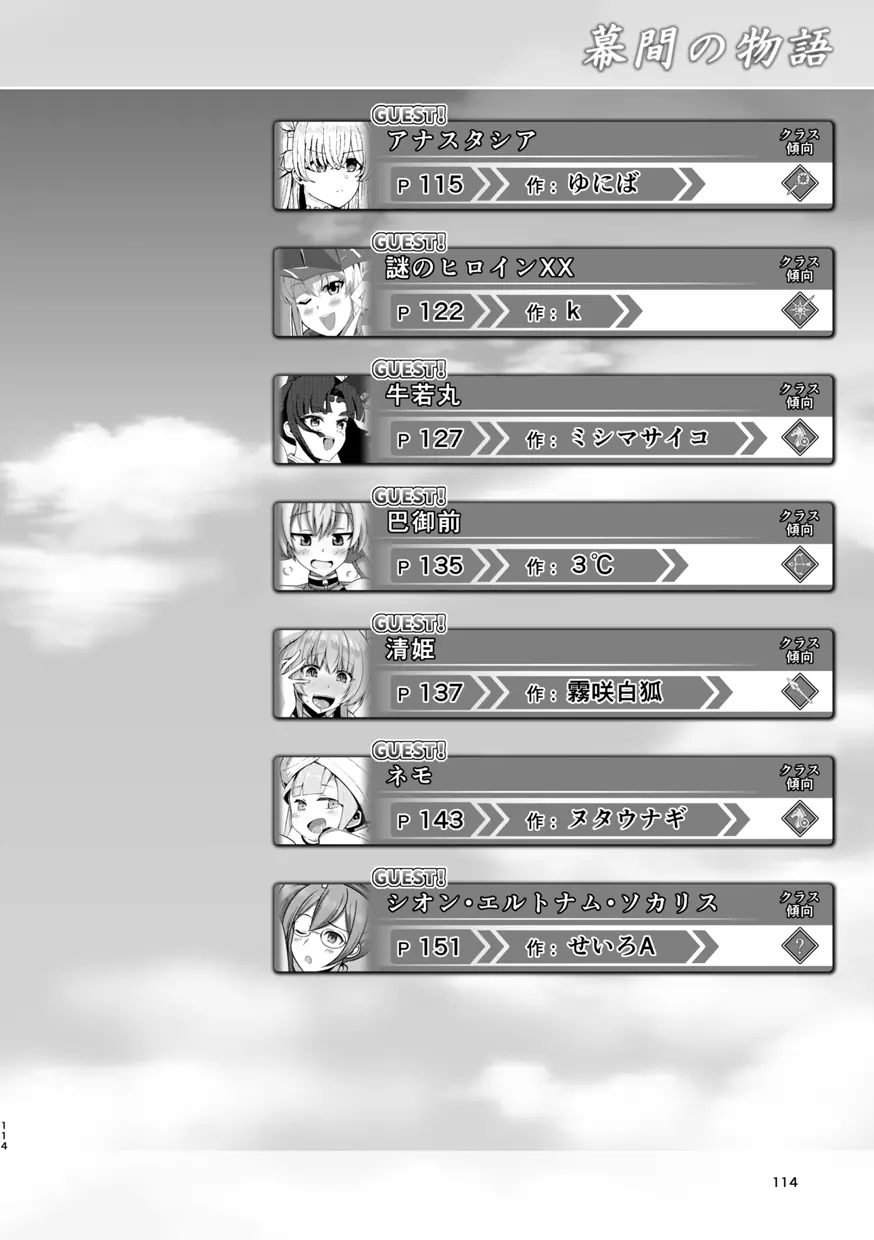 幕間の物語
GUEST!
アナスタシア
クラス
傾向
P 115
作：ゆにば
GUEST!
謎のヒロインXX
クラス
傾向
P 122
作：k
GUEST!
牛若丸
クラス
傾向
P 127
作：ミシマサイコ
GUEST!
巴御前
クラス
傾向
P 135
作：3℃
GUEST!
清姫
クラス
傾向
P 137
作：霧咲白狐
GUEST!
ネモ
クラス
傾向
P 143
作：ヌタウナギ
GUEST!
シオン・エルトナム・ソカリス
クラス
傾向
P 151
作：せいろA
?
114
114